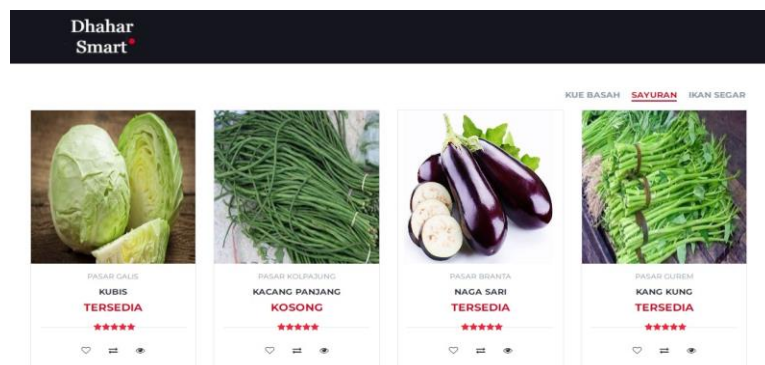 Dhahar
Smart
KUE BASAH SAYURAN IKAN SEGAR
PASAR GALIS
KUBIS
TERSEDIA
PASAR KOLPAJUNG
KACANG PANJANG
KOSONG
PASAR BRANTA
NAGA SARI
TERSEDIA
PASAR GUREM
KANG KUNG
TERSEDIA